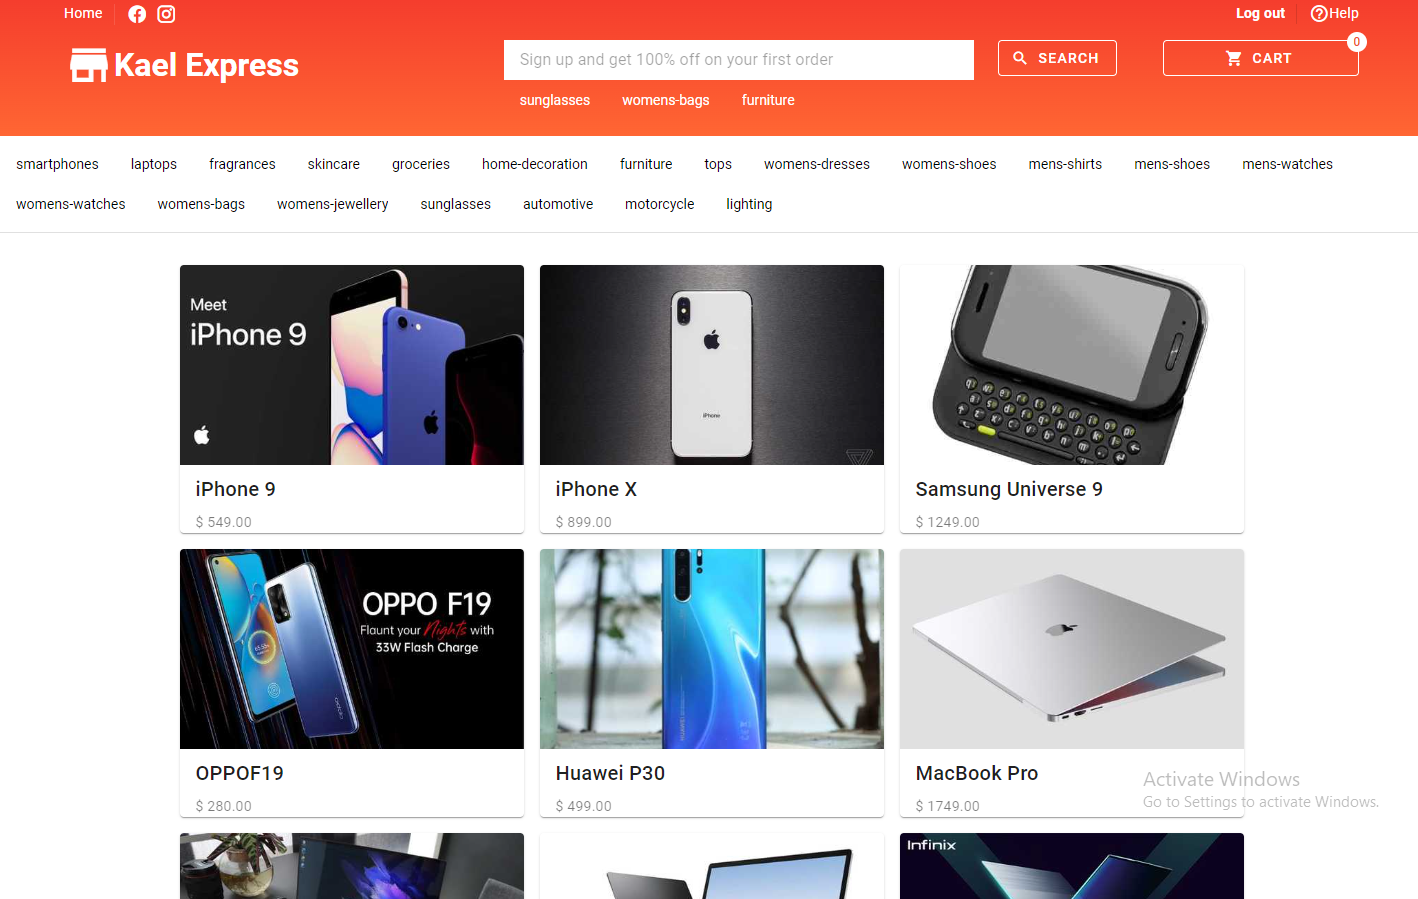 Home
Log out
Help
Kael Express
Sign up and get 100% off on your first order
SEARCH
CART
0
sunglasses womens-bags furniture
smartphones laptops fragrances skincare groceries home-decoration furniture tops womens-dresses womens-shoes mens-shirts mens-shoes mens-watches
womens-watches womens-bags womens-jewellery sunglasses automotive motorcycle lighting
Meet
iPhone 9
iPhone
iPhone 9
$ 549.00
iPhone X
$ 899.00
Samsung Universe 9
$ 1249.00
OPPO F19
Flaunt your Nights with
33W Flash Charge
OPPOF19
$ 280.00
Huawei P30
$ 499.00
MacBook Pro
$ 1749.00
Activate Windows
Go to Settings to activate Windows.
Infinix